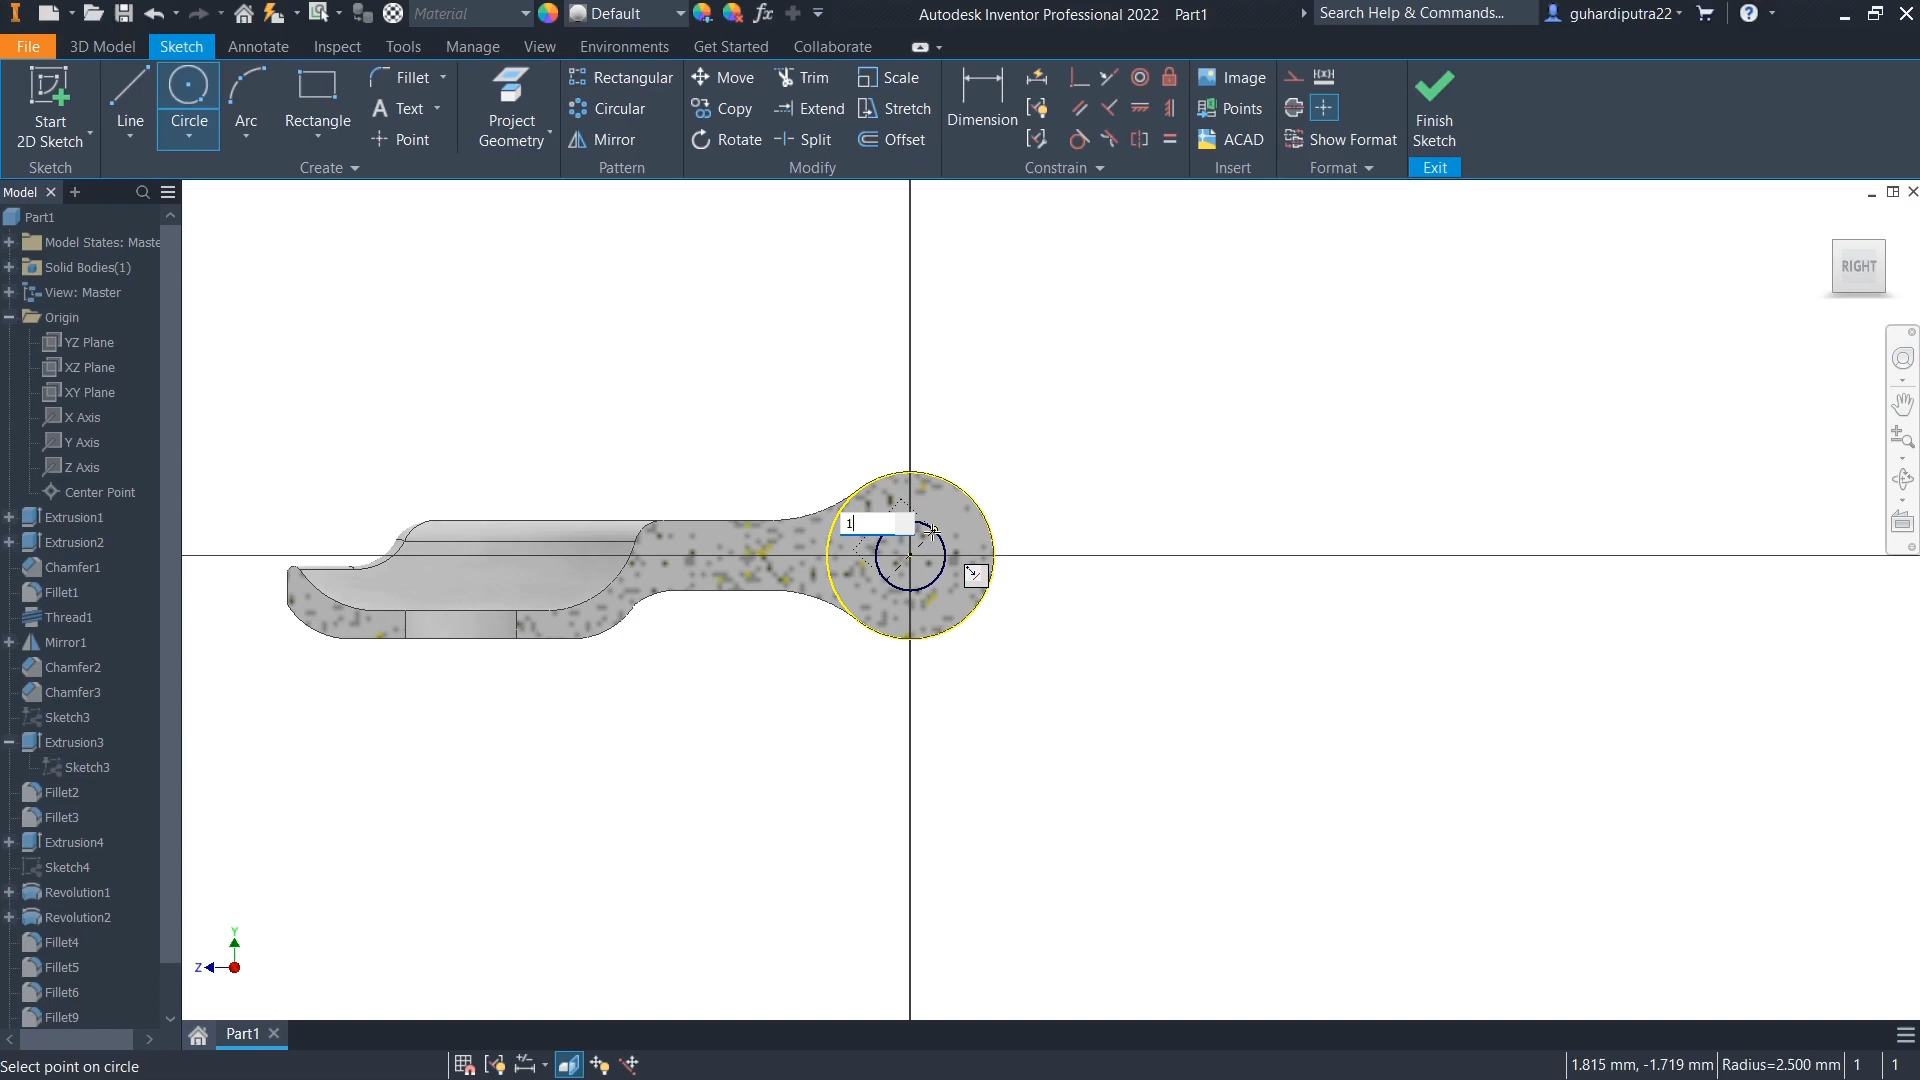 Material
Default
fx
Autodesk Inventor Professional 2022 Part1
Search Help & Commands...
guhardiputra22
File
3D Model
Sketch
Annotate
Inspect
Tools
Manage
View
Environments
Get Started
Collaborate
Start
2D Sketch
Line
Circle
Arc
Rectangle
Fillet
Text
Point
Project
Geometry
Rectangular
Circular
Mirror
Move
Copy
Rotate
Trim
Extend
Split
Scale
Stretch
Offset
Dimension
Image
Points
ACAD
Show Format
Finish
Sketch
Sketch
Create
Pattern
Modify
Constrain
Insert
Format
Exit
Model
Part1
Model States: Maste
Solid Bodies(1)
View: Master
Origin
YZ Plane
XZ Plane
XY Plane
X Axis
Y Axis
Z Axis
Center Point
Extrusion1
Extrusion2
Chamfer1
Fillet1
Thread1
Mirror1
Chamfer2
Chamfer3
Sketch3
Extrusion3
Sketch3
Fillet2
Fillet3
Extrusion4
Sketch4
Revolution1
Revolution2
Fillet4
Fillet5
Fillet6
Fillet9
RIGHT
1
Y
Z
Part1
Select point on circle
1.815 mm, -1.719 mm
Radius=2.500 mm
1
1